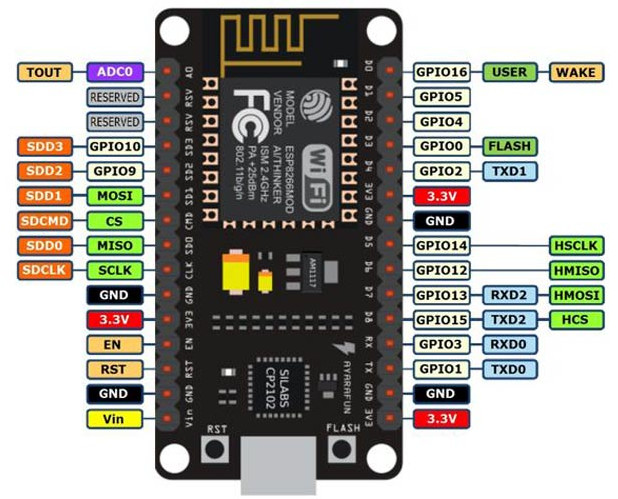 TOUT ADC0
RESERVED
RESERVED
SDD3 GPIO10
SDD2 GPIO9
SDD1 MOSI
SDCMD CS
SDD0 MISO
SDCLK SCLK
GND
3.3V
EN
RST
GND
Vin
A0
RSV
RSV
SD3
SD2
SD1
CMD
SD0
CLK
GND
3V3
EN
RST
GND
Vin
MODEL ESP8266MOD
VENDOR AI/THINKER
ISM 2.4GHz
PA +25dBm
802.11b/g/n
FC
Wi Fi
AM1117
SILABS
CP2102
AYARAFUN
RST
FLASH
D0
D1
D2
D3
D4
3V3
GND
D5
D6
D7
D8
RX
TX
GND
3V3
GPIO16 USER WAKE
GPIO5
GPIO4
GPIO0 FLASH
GPIO2 TXD1
3.3V
GND
GPIO14 HSCLK
GPIO12 HMISO
GPIO13 RXD2 HMOSI
GPIO15 TXD2 HCS
GPIO3 RXD0
GPIO1 TXD0
GND
3.3V